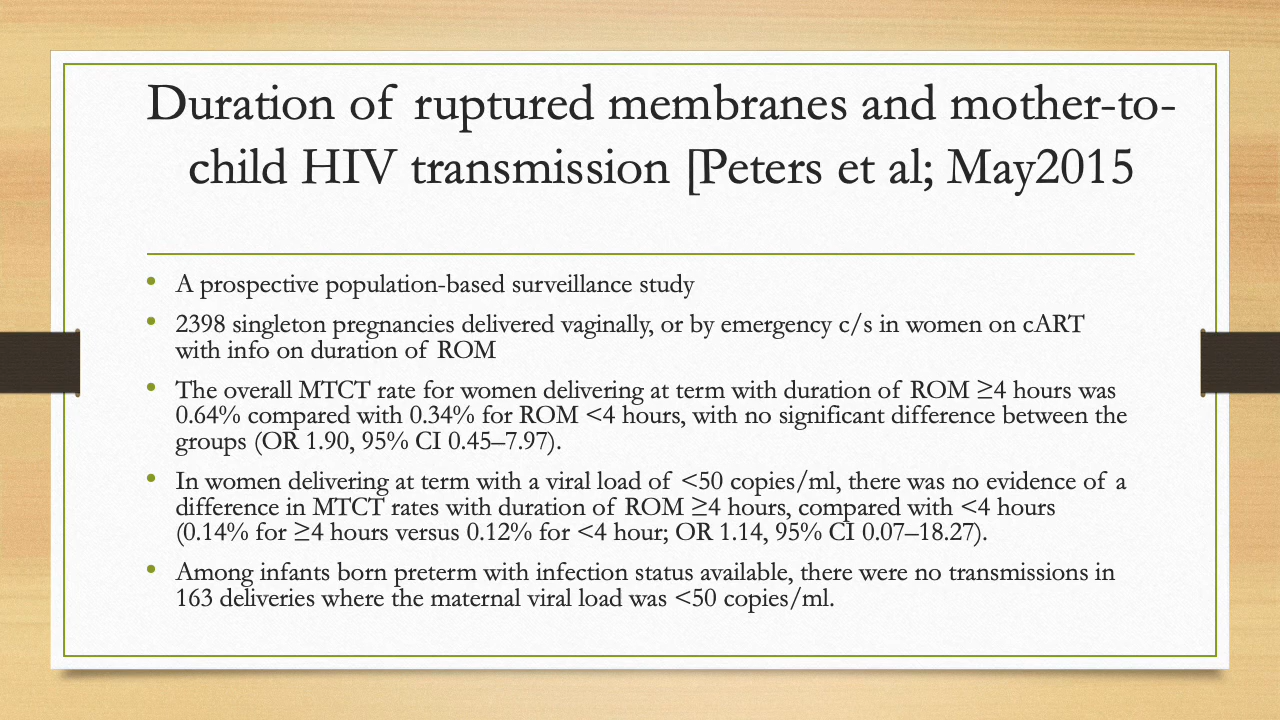 Duration of ruptured membranes and mother-to-
child HIV transmission [Peters et al; May2015
• A prospective population-based surveillance study
• 2398 singleton pregnancies delivered vaginally, or by emergency c/s in women on cART
with info on duration of ROM
• The overall MTCT rate for women delivering at term with duration of ROM ≥4 hours was
0.64% compared with 0.34% for ROM <4 hours, with no significant difference between the
groups (OR 1.90, 95% CI 0.45–7.97).
• In women delivering at term with a viral load of <50 copies/ml, there was no evidence of a
difference in MTCT rates with duration of ROM ≥4 hours, compared with <4 hours
(0.14% for ≥4 hours versus 0.12% for <4 hour; OR 1.14, 95% CI 0.07–18.27).
• Among infants born preterm with infection status available, there were no transmissions in
163 deliveries where the maternal viral load was <50 copies/ml.